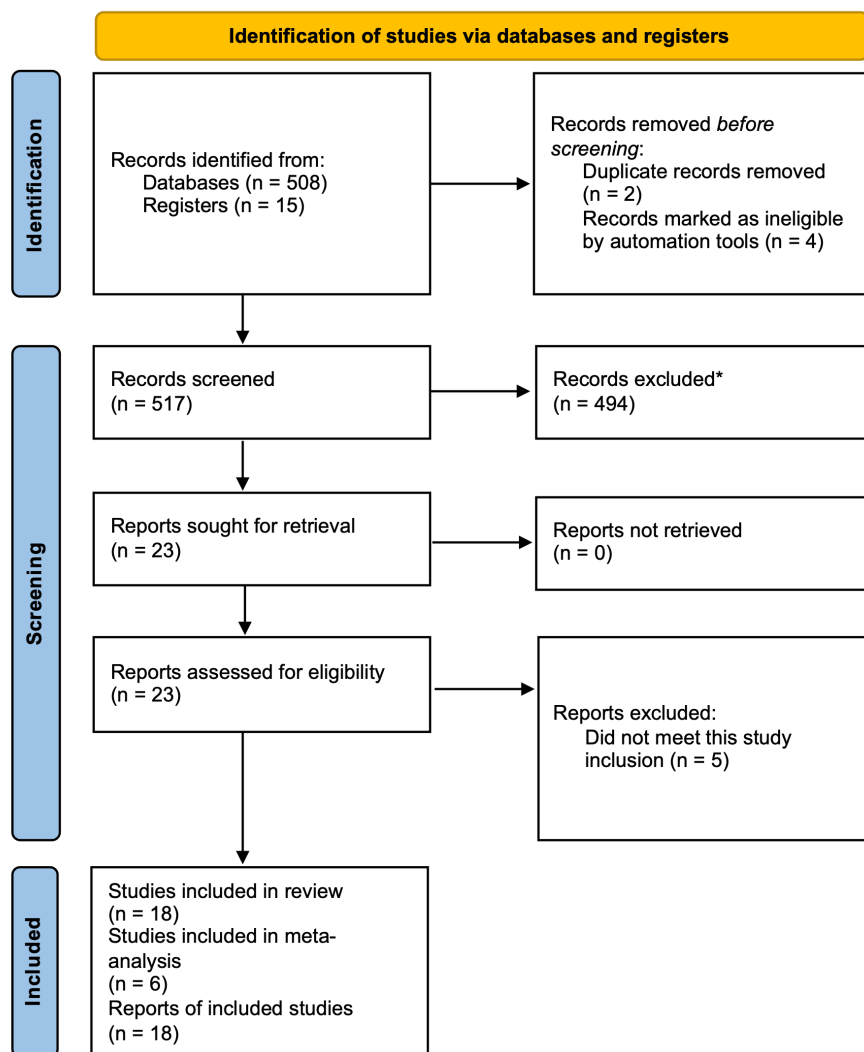 Identification of studies via databases and registers
Identification
Records identified from:
Databases (n = 508)
Registers (n = 15)
Records removed before
screening:
Duplicate records removed
(n = 2)
Records marked as ineligible
by automation tools (n = 4)
Screening
Records screened
(n = 517)
Records excluded*
(n = 494)
Reports sought for retrieval
(n = 23)
Reports not retrieved
(n = 0)
Reports assessed for eligibility
(n = 23)
Reports excluded:
Did not meet this study
inclusion (n = 5)
Included
Studies included in review
(n = 18)
Studies included in meta-
analysis
(n = 6)
Reports of included studies
(n = 18)